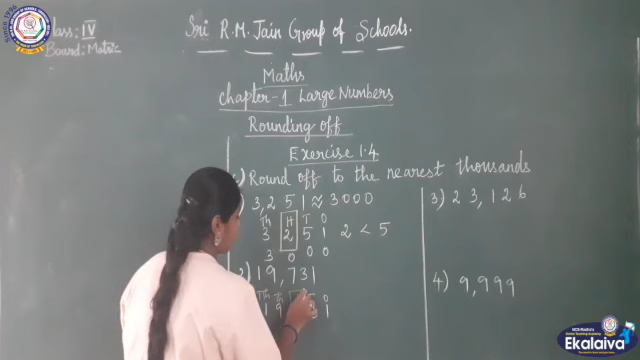 Class: IV
Board: Matric
Sri R.M. Jain Group of Schools.
Maths
Chapter-1 Large Numbers
Rounding off
Exercise 1.4
Round off to the nearest thousands
3,251 ≈ 3000
Th H T O
3 2 5 1 2 < 5
3 0 0 0
2) 19,731
3) 23,126
4) 9,999
Ekalaiva